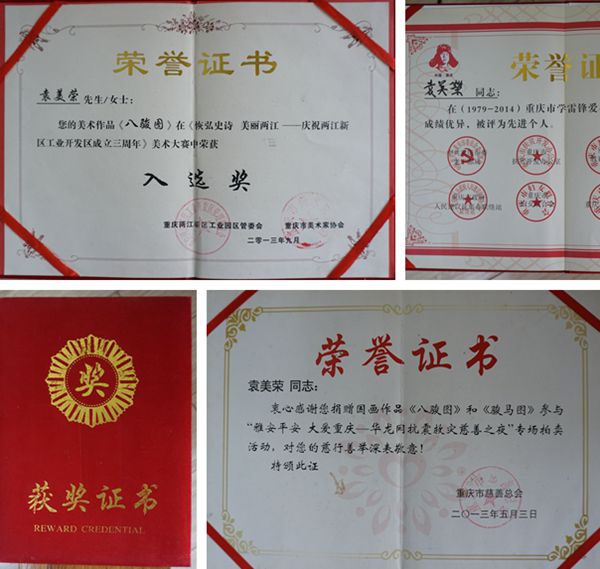 荣誉证书
袁美荣 先生/女士:
您的美术作品《八骏图》在《恢弘史诗 美丽两江——庆祝两江新
区工业开发区成立三周年》美术大赛中荣获
入选奖
重庆两江新区工业园区管委会 重庆市美术家协会
二〇一三年九月
荣誉证
袁美荣 同志:
在(1979-2014)重庆市学雷锋爱
成绩优异,被评为先进个人。
奖
获奖证书
REWARD CREDENTIAL
荣誉证书
袁美荣 同志:
衷心感谢您捐赠国画作品《八骏图》和《骏马图》参与
“雅安平安 大爱重庆—华龙网抗震救灾慈善之夜”专场拍卖
活动,对您的慈行善举深表敬意!
特颁此证
重庆市慈善总会
二〇一三年五月三日